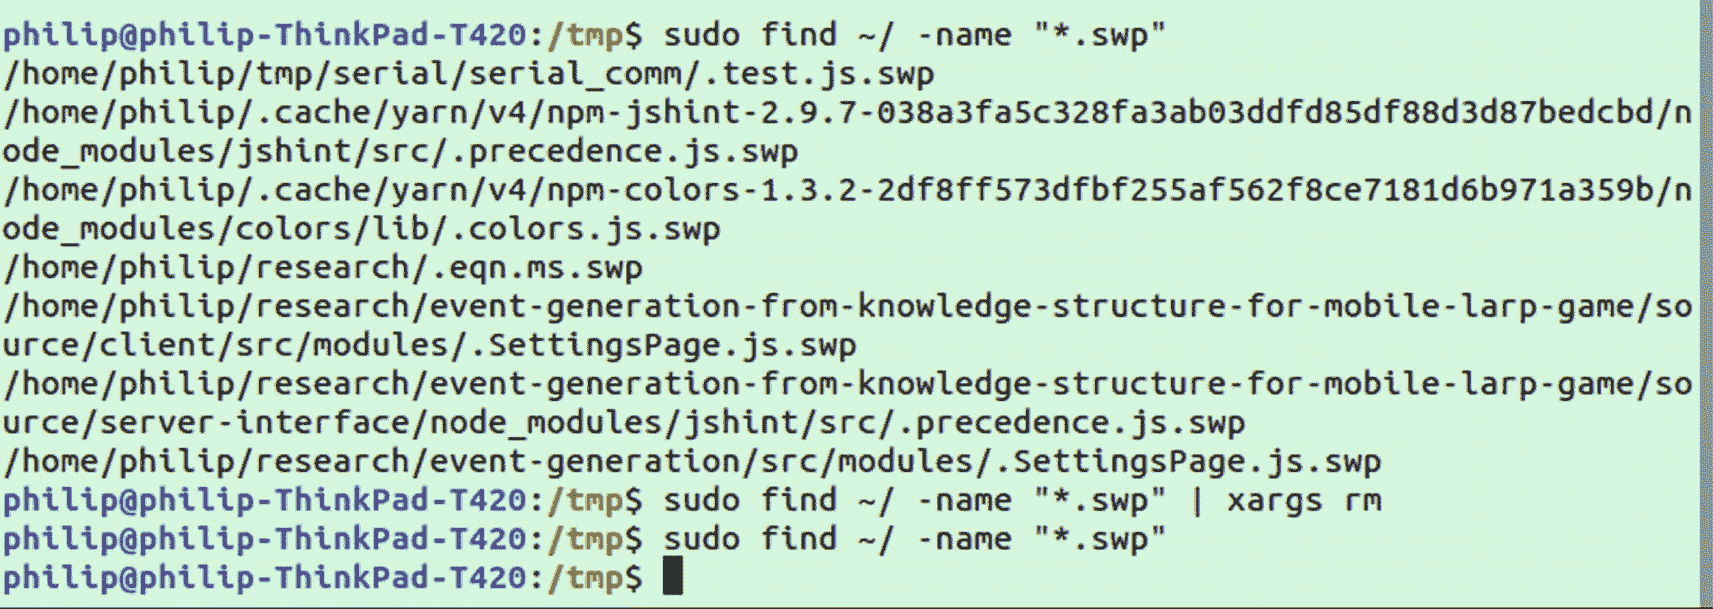 philip@philip-ThinkPad-T420:/tmp$ sudo find ~/ -name "*.swp"
/home/philip/tmp/serial/serial_comm/.test.js.swp
/home/philip/.cache/yarn/v4/npm-jshint-2.9.7-038a3fa5c328fa3ab03ddfd85df88d3d87bedcbd/n
ode_modules/jshint/src/.precedence.js.swp
/home/philip/.cache/yarn/v4/npm-colors-1.3.2-2df8ff573dfbf255af562f8ce7181d6b971a359b/n
ode_modules/colors/lib/.colors.js.swp
/home/philip/research/.eqn.ms.swp
/home/philip/research/event-generation-from-knowledge-structure-for-mobile-larp-game/so
urce/client/src/modules/.SettingsPage.js.swp
/home/philip/research/event-generation-from-knowledge-structure-for-mobile-larp-game/so
urce/server-interface/node_modules/jshint/src/.precedence.js.swp
/home/philip/research/event-generation/src/modules/.SettingsPage.js.swp
philip@philip-ThinkPad-T420:/tmp$ sudo find ~/ -name "*.swp" | xargs rm
philip@philip-ThinkPad-T420:/tmp$ sudo find ~/ -name "*.swp"
philip@philip-ThinkPad-T420:/tmp$